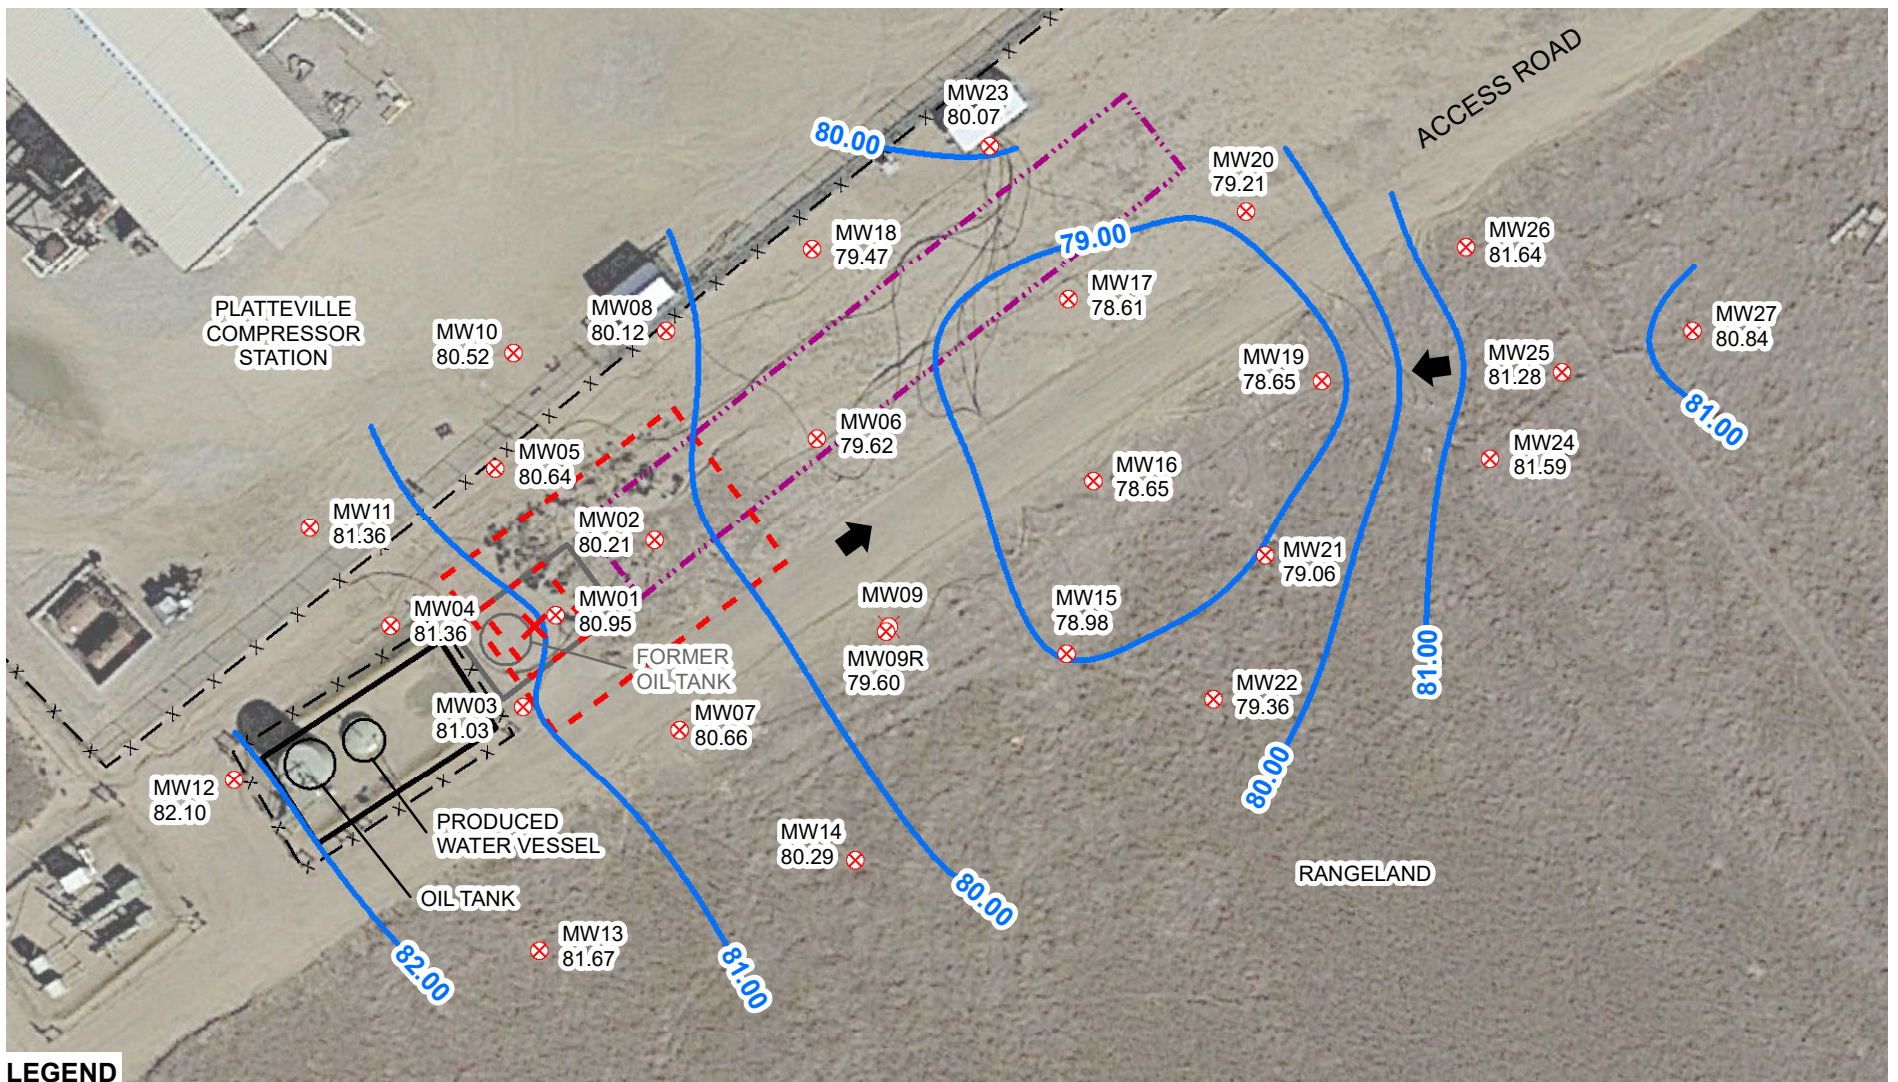 ACCESS ROAD
MW23
80.07
80.00
MW20
79.21
MW18
79.47
79.00
MW26
81.64
MW17
78.61
PLATTEVILLE
COMPRESSOR
STATION
MW08
80.12
MW10
80.52
MW27
80.84
MW19
78.65
MW25
81.28
81.00
MW06
79.62
MW05
80.64
MW24
81.59
MW16
78.65
MW11
81.36
MW02
80.21
MW21
79.06
MW01
80.95
MW04
81.36
MW09
MW15
78.98
FORMER
OIL TANK
MW09R
79.60
81.00
MW03
81.03
MW07
80.66
MW22
79.36
MW12
82.10
80.00
PRODUCED
WATER VESSEL
MW14
80.29
RANGELAND
OIL TANK
80.00
MW13
81.67
82.00
81.00
LEGEND